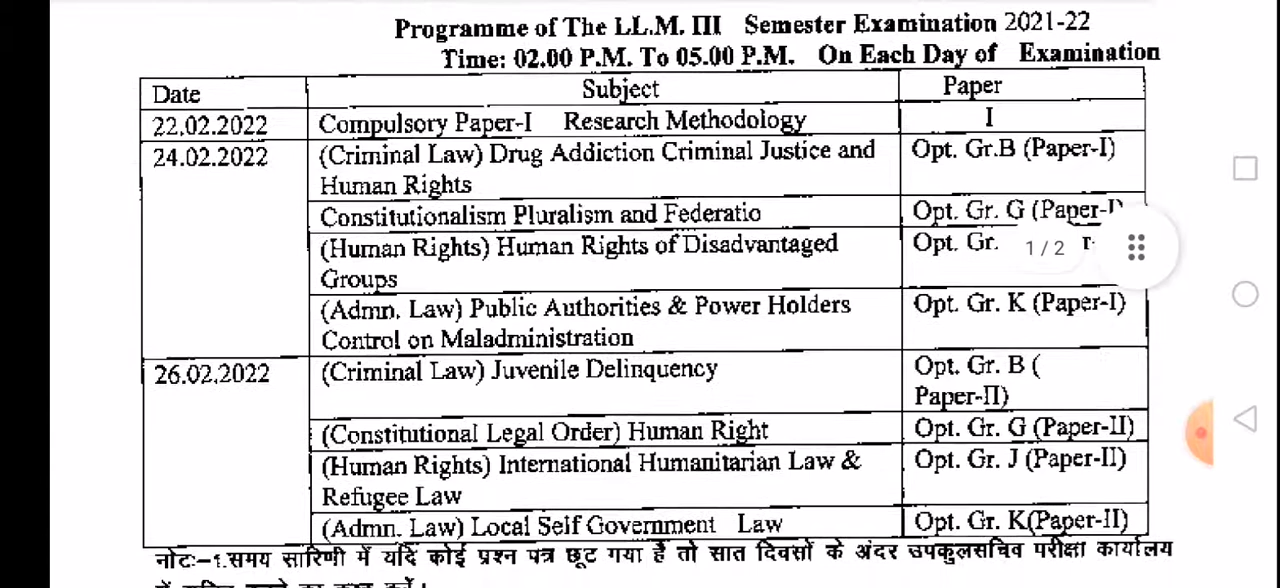 Programme of The LL.M. III Semester Examination 2021-22
Time: 02.00 P.M. To 05.00 P.M. On Each Day of Examination
Date Subject Paper
22.02.2022 Compulsory Paper-I Research Methodology I
24.02.2022 (Criminal Law) Drug Addiction Criminal Justice and Opt. Gr.B (Paper-I)
Human Rights
Constitutionalism Pluralism and Federatio Opt. Gr. G (Paper-I)
(Human Rights) Human Rights of Disadvantaged Opt. Gr. 1 / 2
Groups
(Admn. Law) Public Authorities & Power Holders Opt. Gr. K (Paper-I)
Control on Maladministration
26.02.2022 (Criminal Law) Juvenile Delinquency Opt. Gr. B (
Paper-II)
(Constitutional Legal Order) Human Right Opt. Gr. G (Paper-II)
(Human Rights) International Humanitarian Law & Opt. Gr. J (Paper-II)
Refugee Law
(Admn. Law) Local Self Government Law Opt. Gr. K(Paper-II)
नोटः–1.समय सारिणी में यदि कोई प्रश्न पत्र छूट गया हैं तो सात दिवसों के अंदर उपकुलसचिव परीक्षा कार्यालय